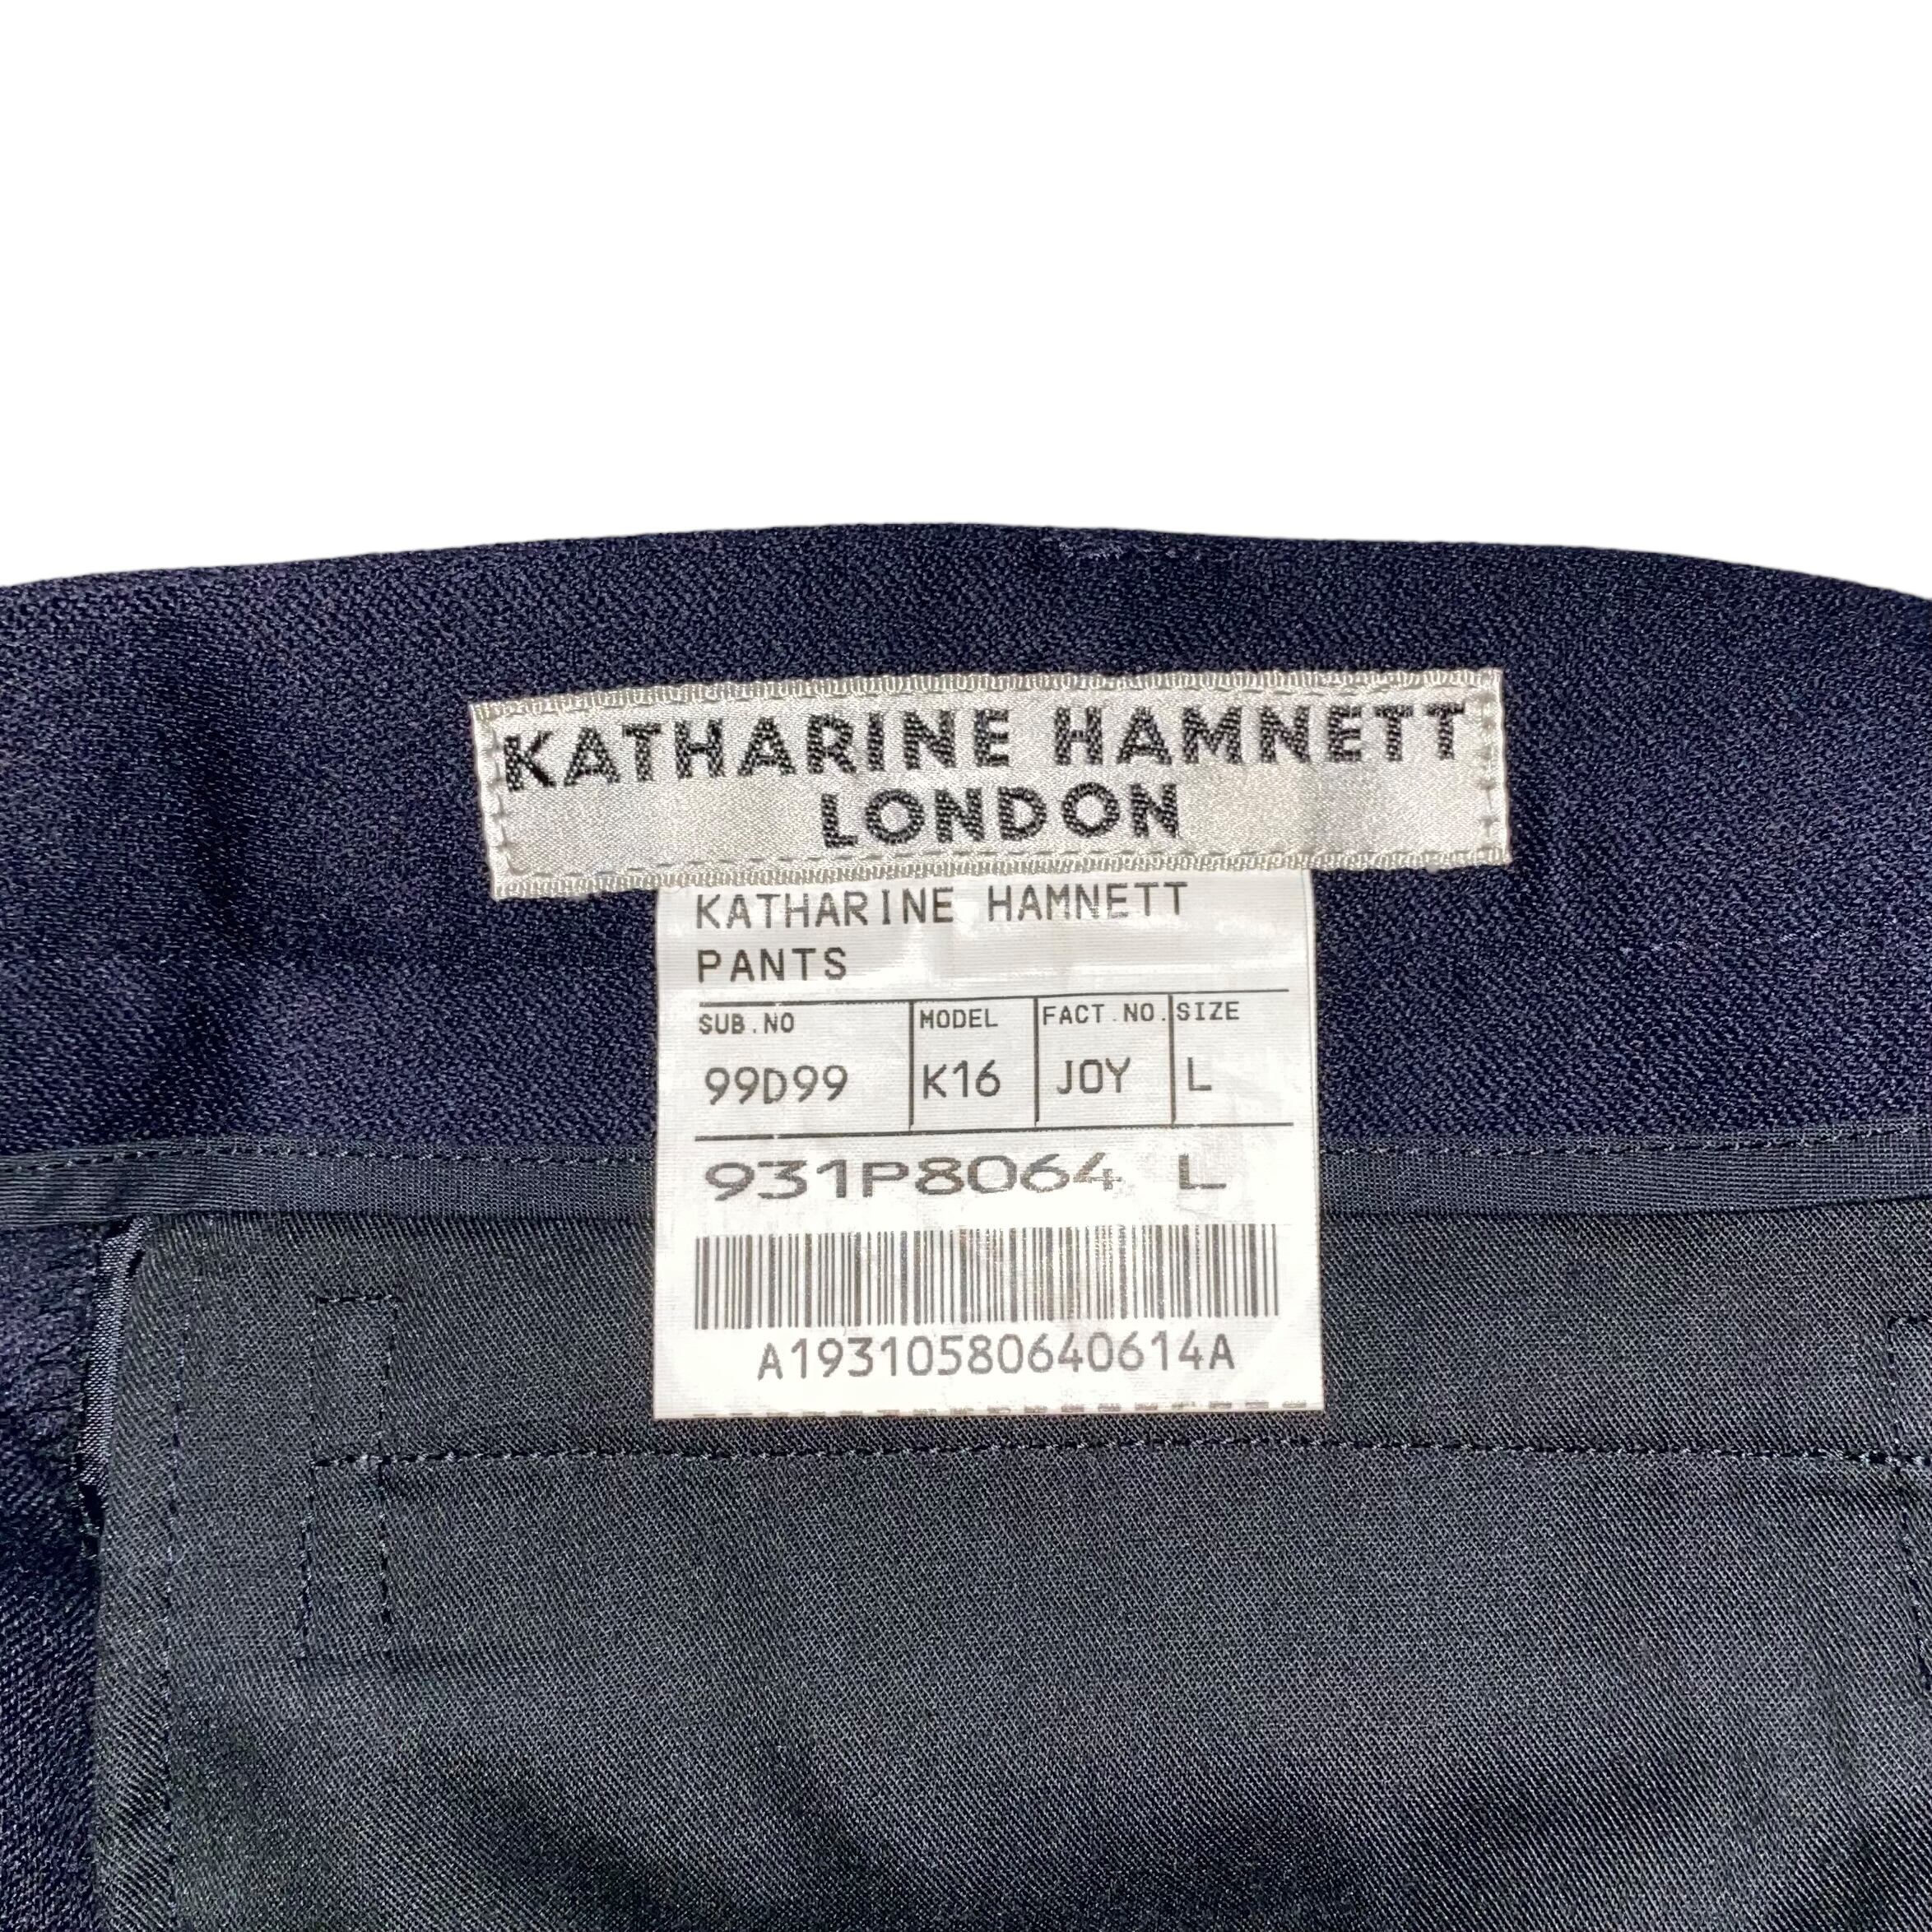 KATHARINE HAMNETT
LONDON
KATHARINE HAMNETT
PANTS
SUB.NO MODEL FACT.NO. SIZE
99D99 K16 JOY L
931P8064 L
A19310580640614A